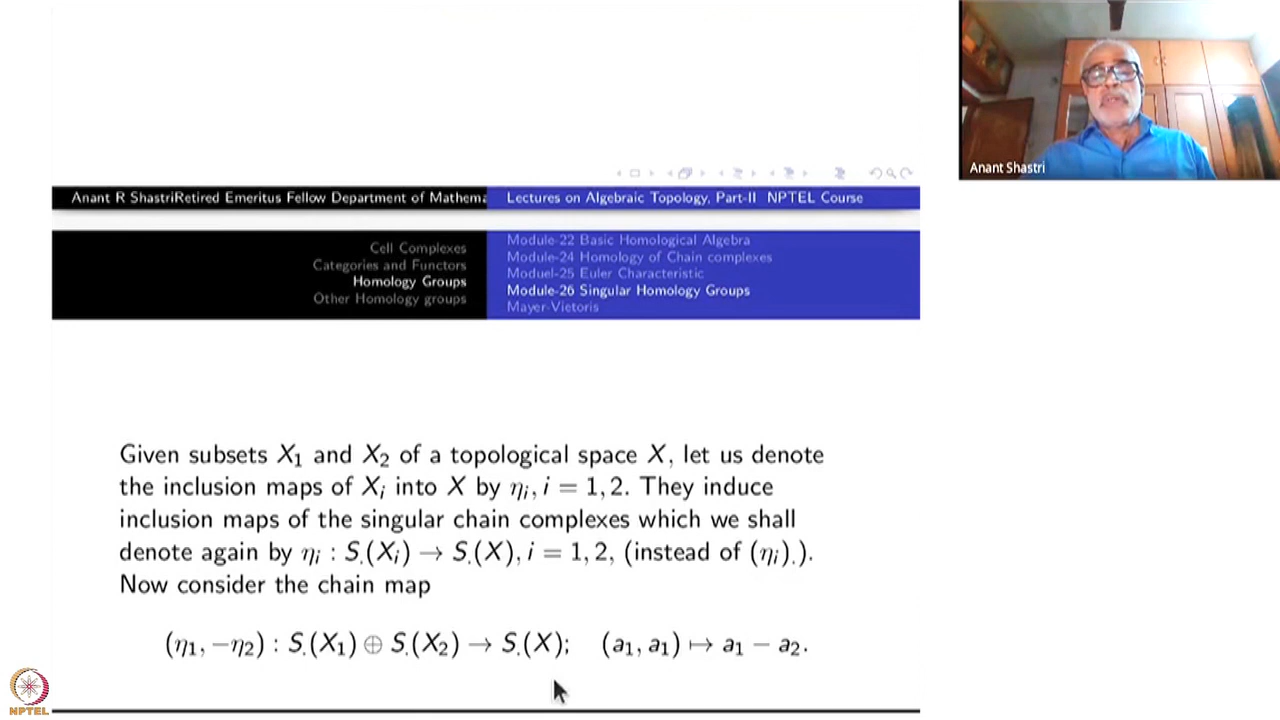 Anant Shastri
Anant R ShastriRetired Emeritus Fellow Department of Mathema
Lectures on Algebraic Topology, Part-II NPTEL Course
Cell Complexes
Categories and Functors
Homology Groups
Other Homology groups
Module-22 Basic Homological Algebra
Module-24 Homology of Chain complexes
Moduel-25 Euler Characteristic
Module-26 Singular Homology Groups
Mayer-Vietoris
Given subsets X₁ and X₂ of a topological space X, let us denote
the inclusion maps of Xᵢ into X by ηᵢ, i = 1, 2. They induce
inclusion maps of the singular chain complexes which we shall
denote again by ηᵢ : S.(Xᵢ) → S.(X), i = 1, 2, (instead of (ηᵢ).).
Now consider the chain map
(η₁, −η₂) : S.(X₁) ⊕ S.(X₂) → S.(X); (a₁, a₁) ↦ a₁ − a₂.
NPTEL